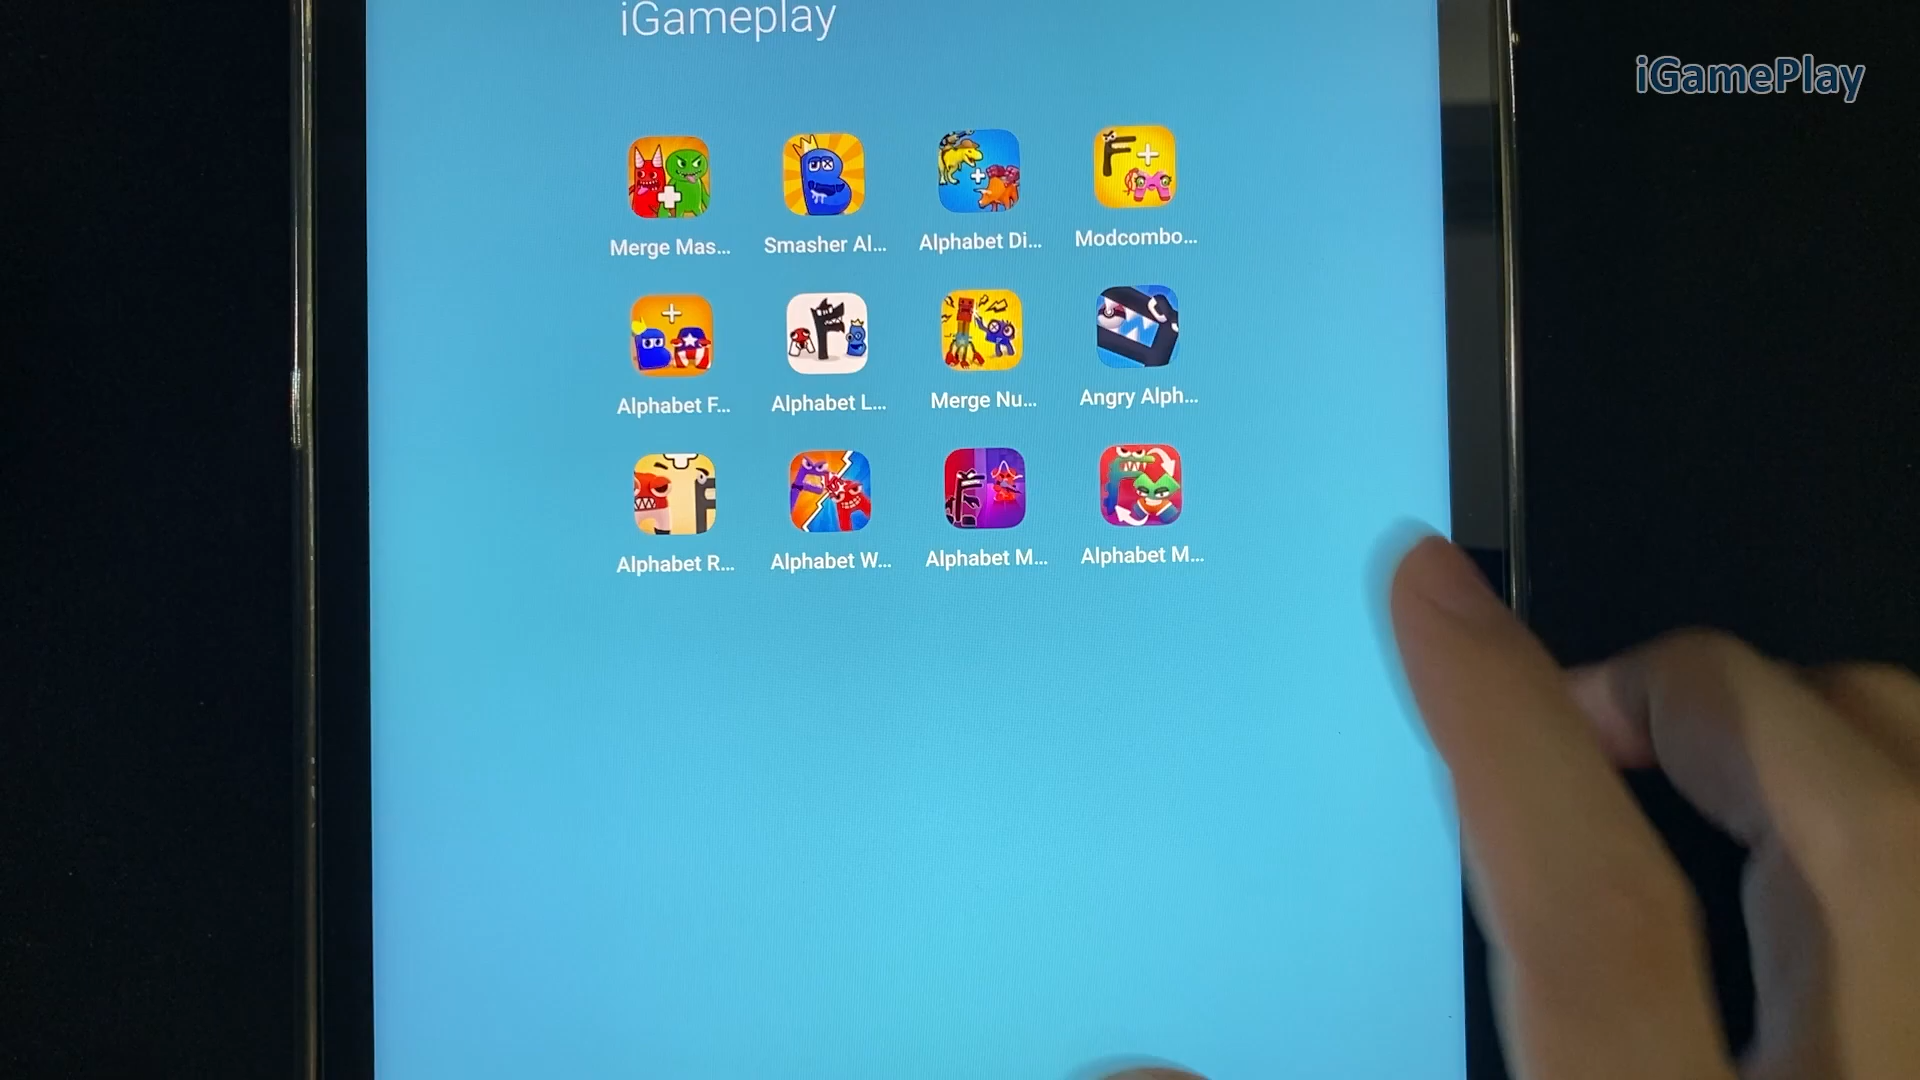 iGameplay
iGamePlay
Merge Mas...
Smasher Al...
Alphabet Di...
Modcombo...
Alphabet F...
Alphabet L...
Merge Nu...
Angry Alph...
Alphabet R...
Alphabet W...
Alphabet M...
Alphabet M...